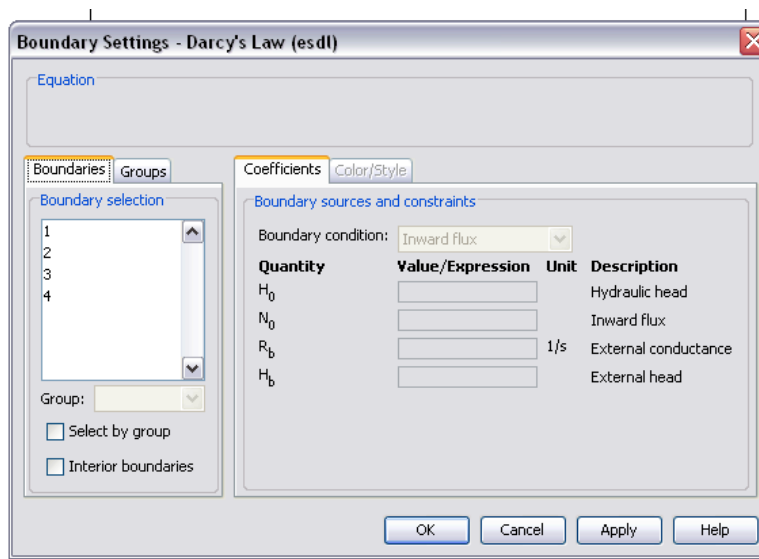 Boundary Settings - Darcy's Law (esdl)
Equation
Boundaries Groups
Boundary selection
1
2
3
4
Group:
Select by group
Interior boundaries
Coefficients Color/Style
Boundary sources and constraints
Boundary condition: Inward flux
Quantity Value/Expression Unit Description
H0 Hydraulic head
N0 Inward flux
Rb 1/s External conductance
Hb External head
OK Cancel Apply Help